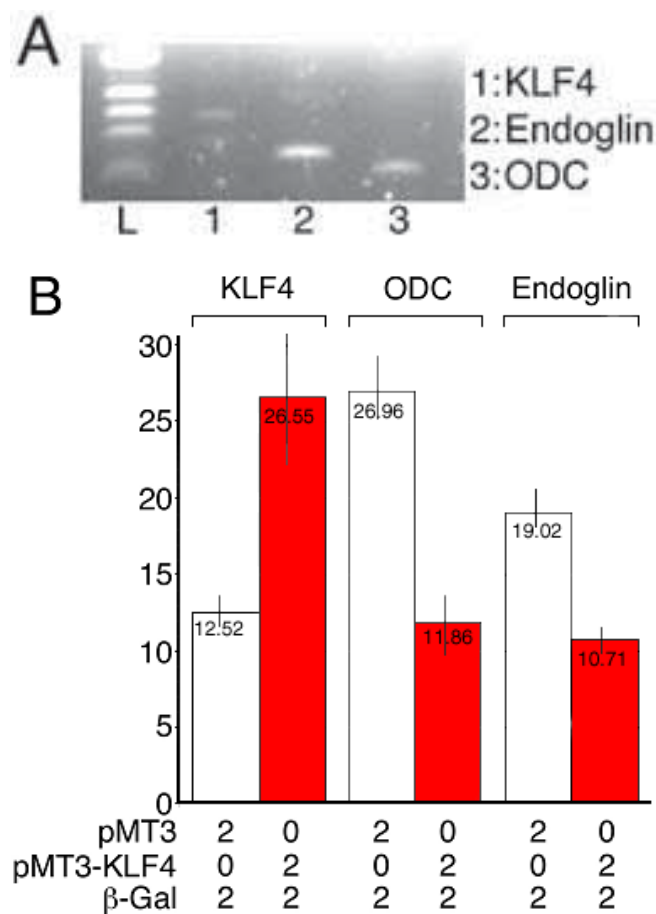 A
1:KLF4
2:Endoglin
3:ODC
L 1 2 3
B
KLF4 ODC Endoglin
30
25
20
15
10
5
0
12.52
26.55
26.96
11.86
19.02
10.71
pMT3 2 0 2 0 2 0
pMT3-KLF4 0 2 0 2 0 2
β-Gal 2 2 2 2 2 2